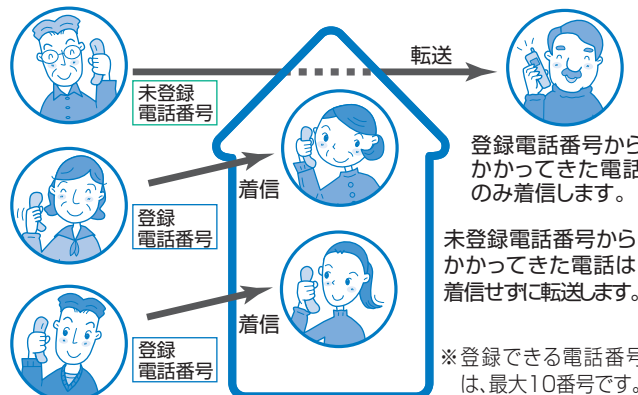 転送
未登録
電話番号
着信
登録
電話番号
着信
登録
電話番号
登録電話番号から
かかってきた電話
のみ着信します。
未登録電話番号から
かかってきた電話は
着信せずに転送します。
※登録できる電話番号
は、最大10番号です。